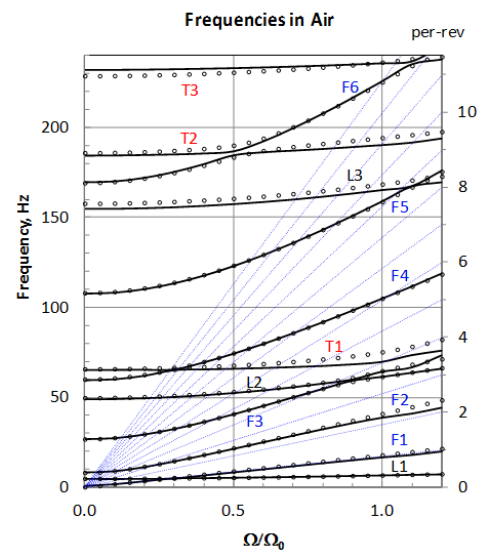 Frequencies in Air
per-rev
T3
F6
T2
L3
F5
F4
T1
L2
F3
F2
F1
L1
200
150
100
50
0
10
8
6
4
2
0
0.0
0.5
1.0
Frequency, Hz
Ω/Ω₀